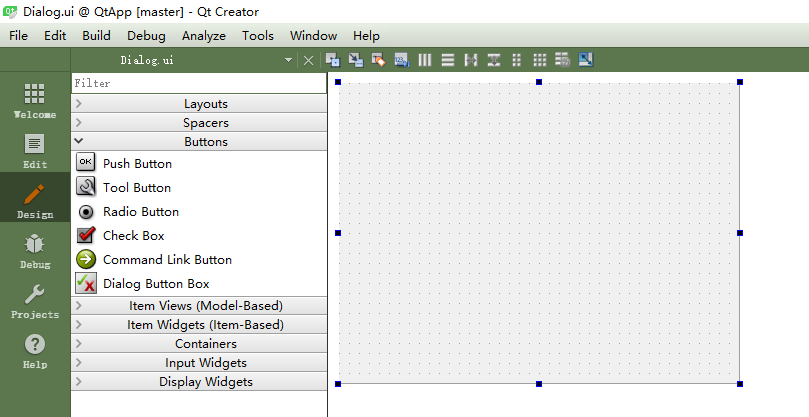 Dialog.ui @ QtApp [master] - Qt Creator
File Edit Build Debug Analyze Tools Window Help
Dialog.ui
Filter
Layouts
Spacers
Buttons
OK Push Button
Tool Button
Radio Button
Check Box
Command Link Button
Dialog Button Box
Item Views (Model-Based)
Item Widgets (Item-Based)
Containers
Input Widgets
Display Widgets
Welcome
Edit
Design
Debug
Projects
Help